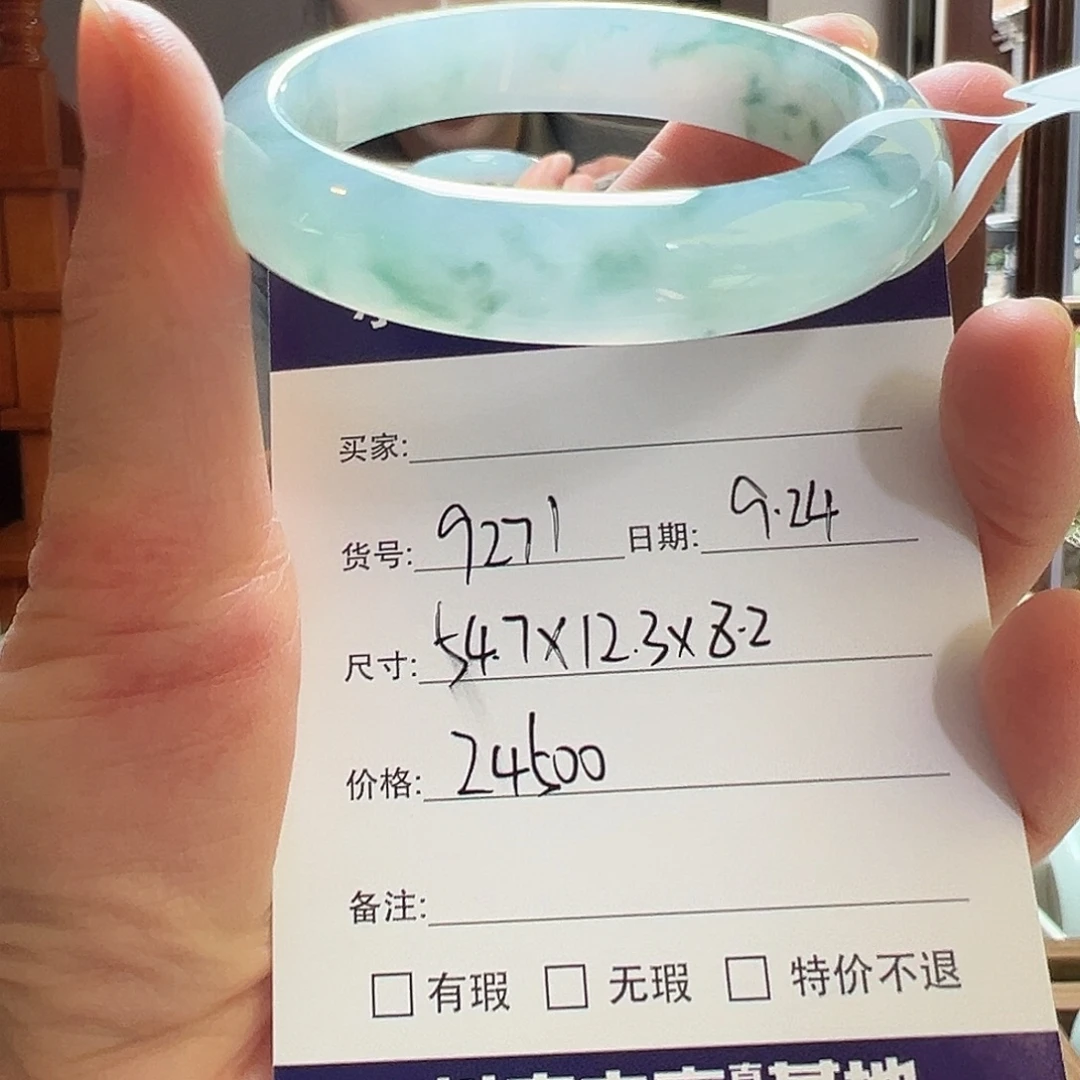 买家:
货号: 9271 日期: 9.24
尺寸: 54.7X12.3X8.2
价格: 24500
备注:
□ 有瑕 □ 无瑕 □ 特价不退